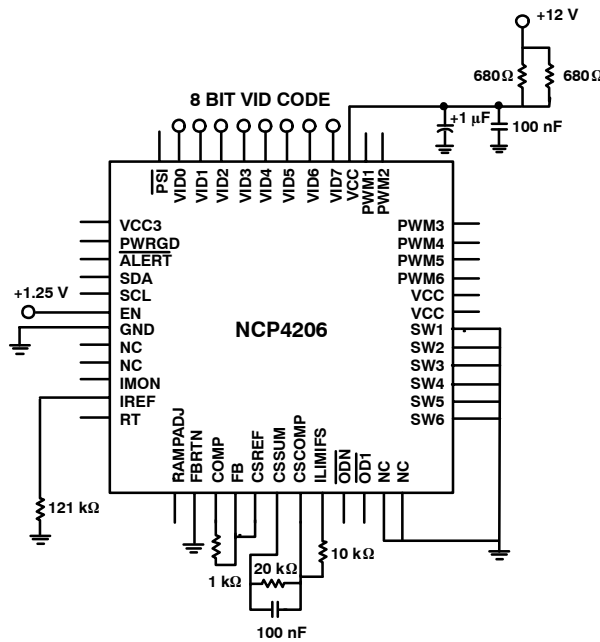 +12 V
680Ω
680Ω
8 BIT VID CODE
+1 µF
100 nF
PSI
VID0
VID1
VID2
VID3
VID4
VID5
VID6
VID7
VCC
PWM1
PWM2
VCC3
PWRGD
ALERT
SDA
SCL
+1.25 V
EN
GND
NC
NC
IMON
IREF
RT
NCP4206
PWM3
PWM4
PWM5
PWM6
VCC
VCC
SW1
SW2
SW3
SW4
SW5
SW6
RAMPADJ
FBRTN
COMP
FB
CSREF
CSSUM
CSCOMP
ILIMIFS
ODN
OD1
NC
NC
121 kΩ
1 kΩ
20 kΩ
10 kΩ
100 nF